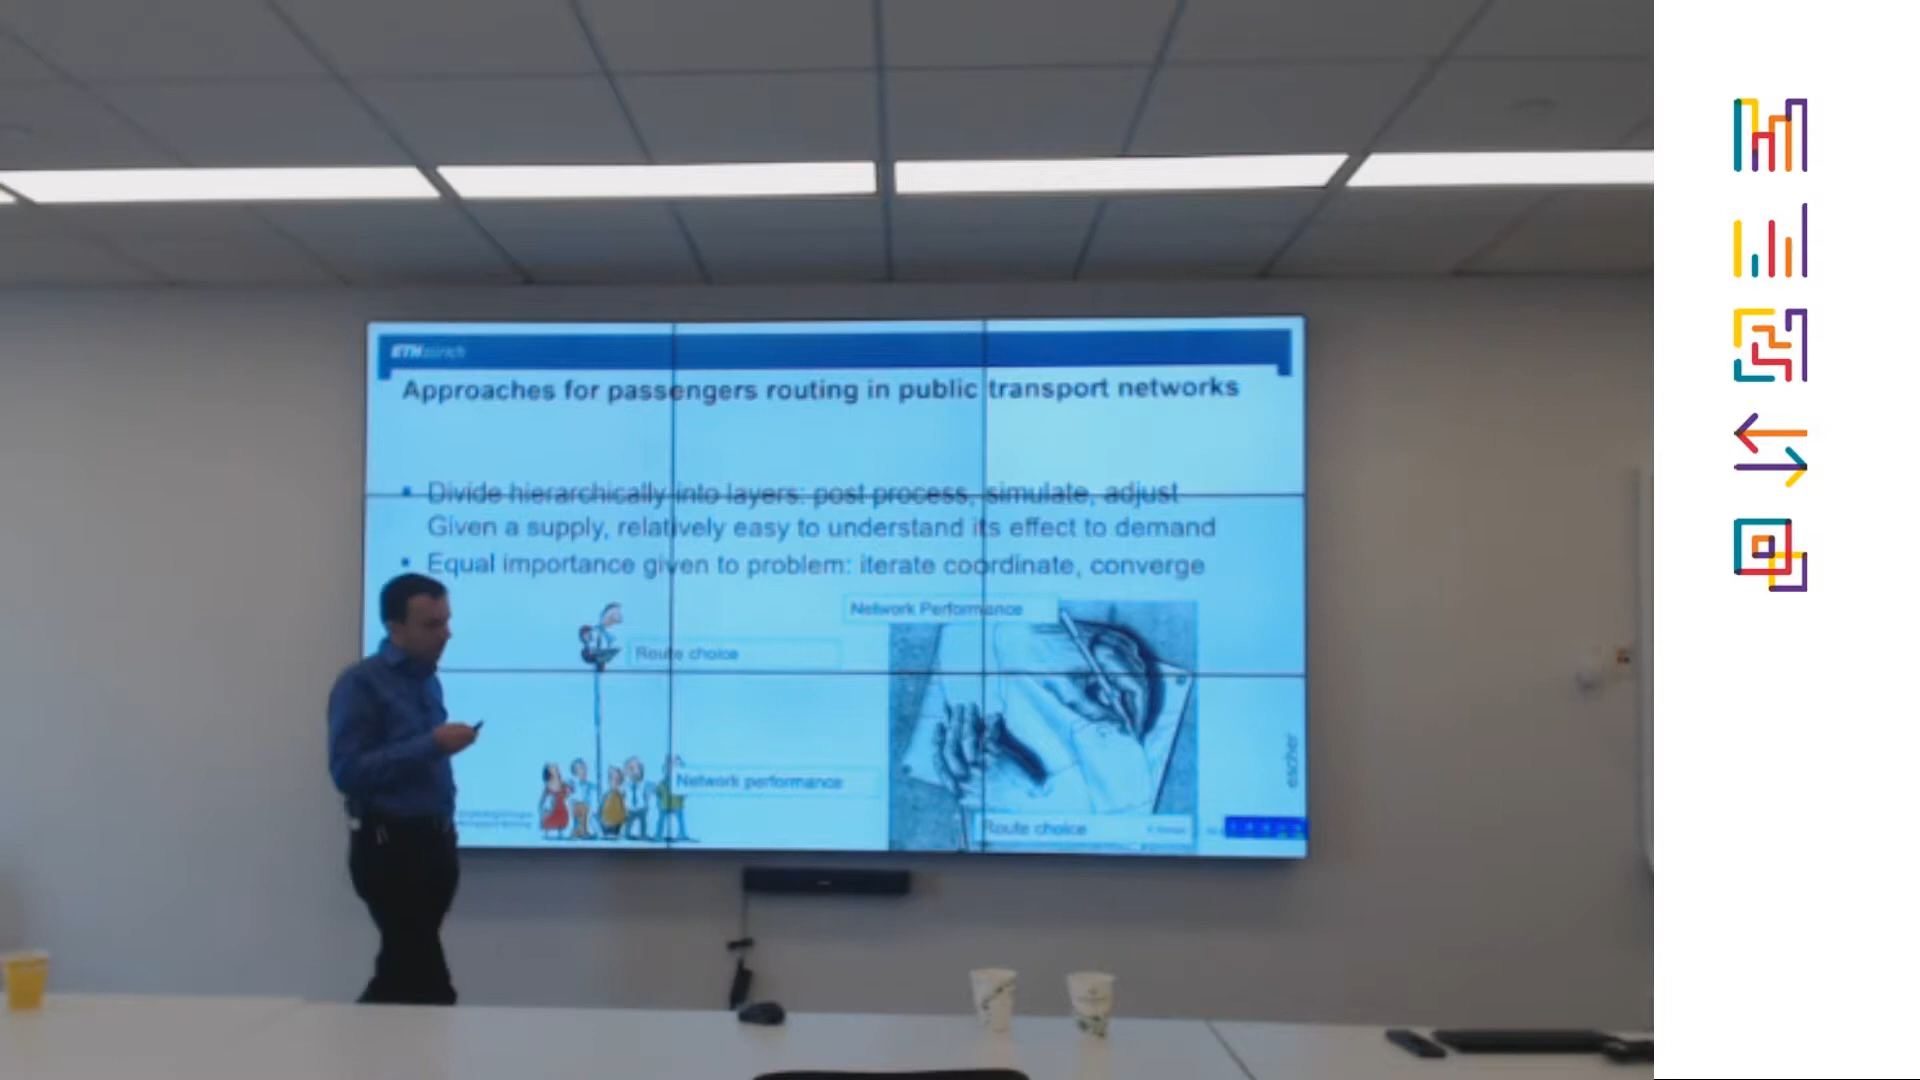 ETHzürich
Approaches for passengers routing in public transport networks
Divide hierarchically into layers: post process, simulate, adjust
Given a supply, relatively easy to understand its effect to demand
Equal importance given to problem: iterate coordinate, converge
Network Performance
Route choice
Network performance
escher
Route choice